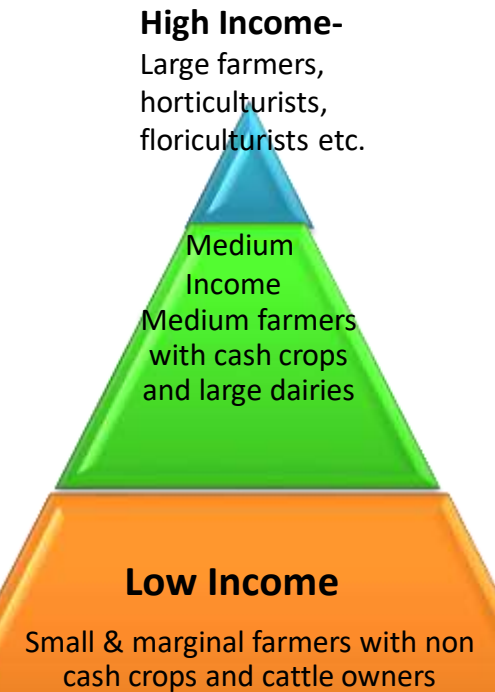 High Income-
Large farmers,
horticulturists,
floriculturists etc.
Medium
Income
Medium farmers
with cash crops
and large dairies
Low Income
Small & marginal farmers with non
cash crops and cattle owners